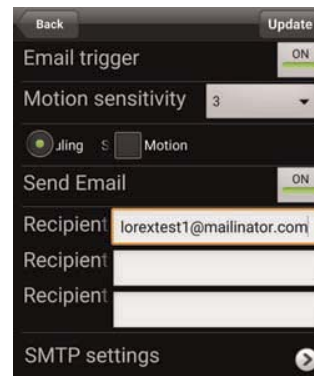 Back Update
Email trigger ON
Motion sensitivity 3
uling S Motion
Send Email ON
Recipient lorextest1@mailinator.com
Recipient
Recipient
SMTP settings